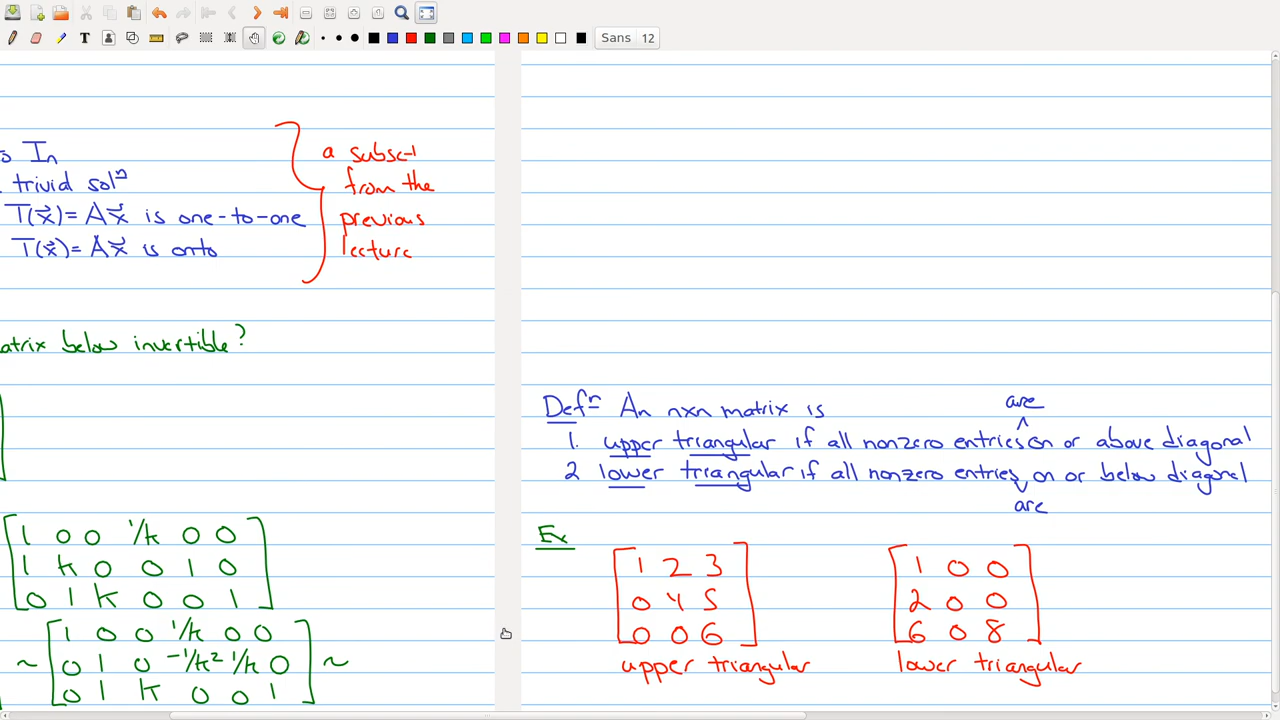 Sans 12
s In
trivid solⁿ
T(x⃗) = Ax⃗ is one-to-one
T(x⃗) = Ax⃗ is onto
a subset
from the
previous
lecture
atrix below invertible?
[1 0 0 1/k 0 0
1 k 0 0 1 0
0 1 k 0 0 1]
~ [1 0 0 1/k 0 0
0 1 0 -1/k² 1/k 0
0 1 k 0 0 1] ~
Defⁿ An nxn matrix is
are
1. upper triangular if all nonzero entries ^ on or above diagonal
2 lower triangular if all nonzero entries on or below diagonal
are
Ex
[1 2 3
0 4 5
0 0 6]
upper triangular
[1 0 0
2 0 0
6 0 8]
lower triangular